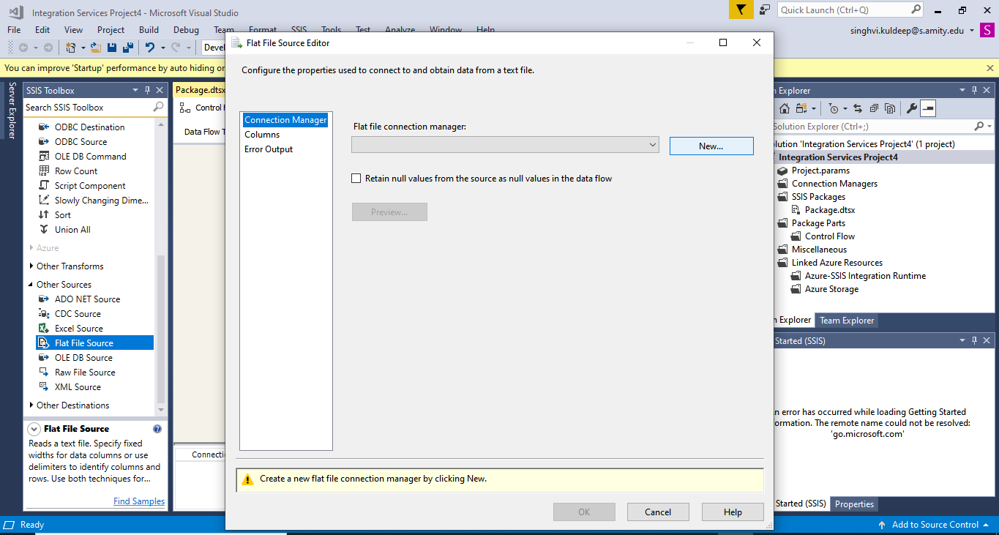 Integration Services Project4 - Microsoft Visual Studio
Quick Launch (Ctrl+Q)
File Edit View Project Build Debug Team Format SSIS Tools Test Analyze Window Help
singhvi.kuldeep@s.amity.edu
S
Devel
You can improve 'Startup' performance by auto hiding or
Server Explorer
SSIS Toolbox
Search SSIS Toolbox
ODBC Destination
ODBC Source
OLE DB Command
Row Count
Script Component
Slowly Changing Dime...
Sort
Union All
Azure
Other Transforms
Other Sources
ADO NET Source
CDC Source
Excel Source
Flat File Source
OLE DB Source
Raw File Source
XML Source
Other Destinations
Flat File Source
Reads a text file. Specify fixed
widths for data columns or use
delimiters to identify columns and
rows. Use both techniques for...
Find Samples
Package.dtsx
Control F
Data Flow T
Connecti
Flat File Source Editor
Configure the properties used to connect to and obtain data from a text file.
Connection Manager
Columns
Error Output
Flat file connection manager:
New...
Retain null values from the source as null values in the data flow
Preview...
Create a new flat file connection manager by clicking New.
OK Cancel Help
n Explorer
Solution Explorer (Ctrl+;)
olution 'Integration Services Project4' (1 project)
Integration Services Project4
Project.params
Connection Managers
SSIS Packages
Package.dtsx
Package Parts
Control Flow
Miscellaneous
Linked Azure Resources
Azure-SSIS Integration Runtime
Azure Storage
n Explorer Team Explorer
Started (SSIS)
n error has occurred while loading Getting Started
ormation. The remote name could not be resolved:
'go.microsoft.com'
Started (SSIS) Properties
Ready
Add to Source Control